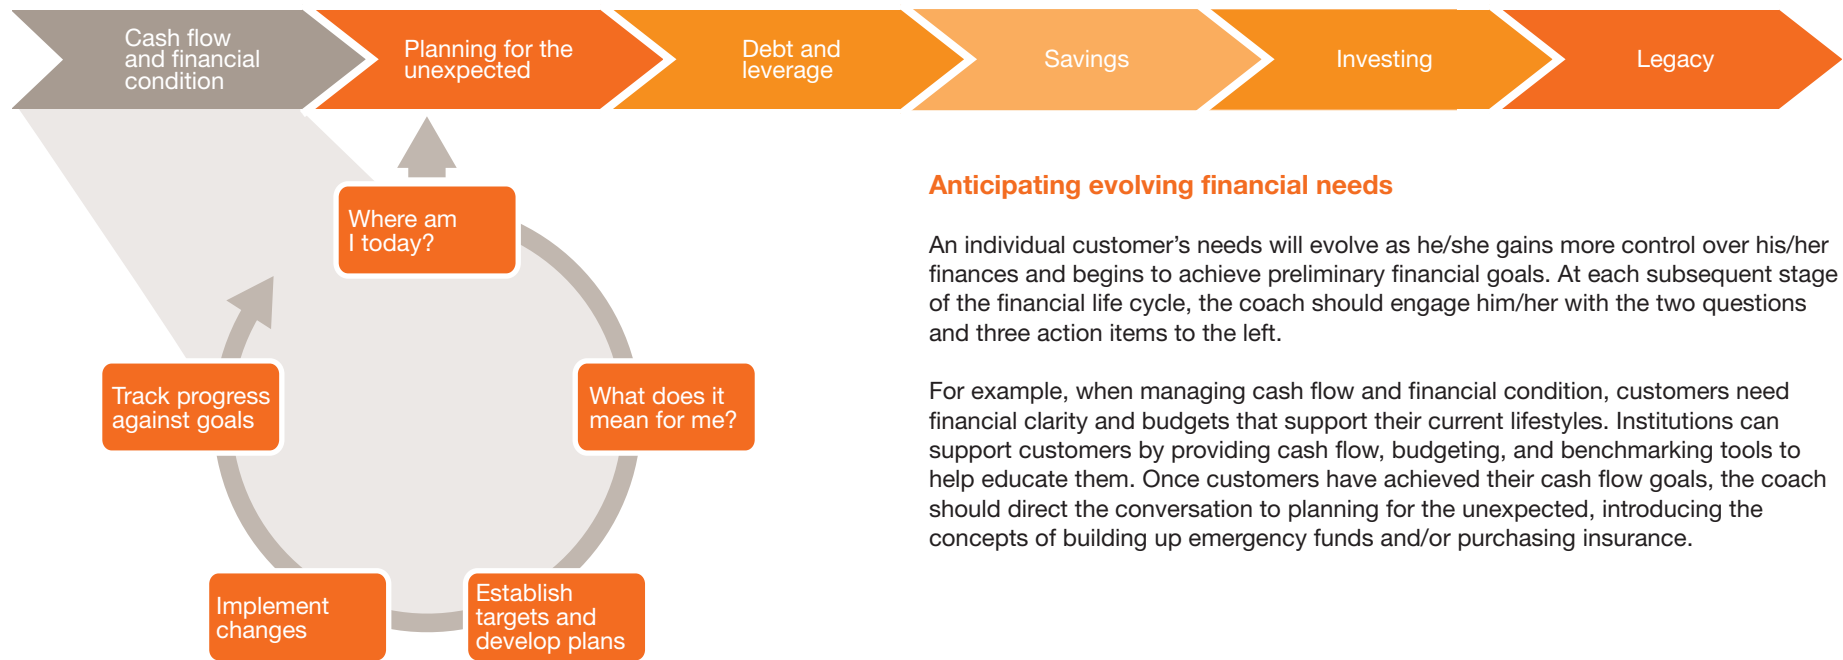 Cash flow
and financial
condition
Planning for the
unexpected
Debt and
leverage
Savings
Investing
Legacy
Where am
I today?
What does it
mean for me?
Establish
targets and
develop plans
Implement
changes
Track progress
against goals
Anticipating evolving financial needs
An individual customer’s needs will evolve as he/she gains more control over his/her
finances and begins to achieve preliminary financial goals. At each subsequent stage
of the financial life cycle, the coach should engage him/her with the two questions
and three action items to the left.
For example, when managing cash flow and financial condition, customers need
financial clarity and budgets that support their current lifestyles. Institutions can
support customers by providing cash flow, budgeting, and benchmarking tools to
help educate them. Once customers have achieved their cash flow goals, the coach
should direct the conversation to planning for the unexpected, introducing the
concepts of building up emergency funds and/or purchasing insurance.